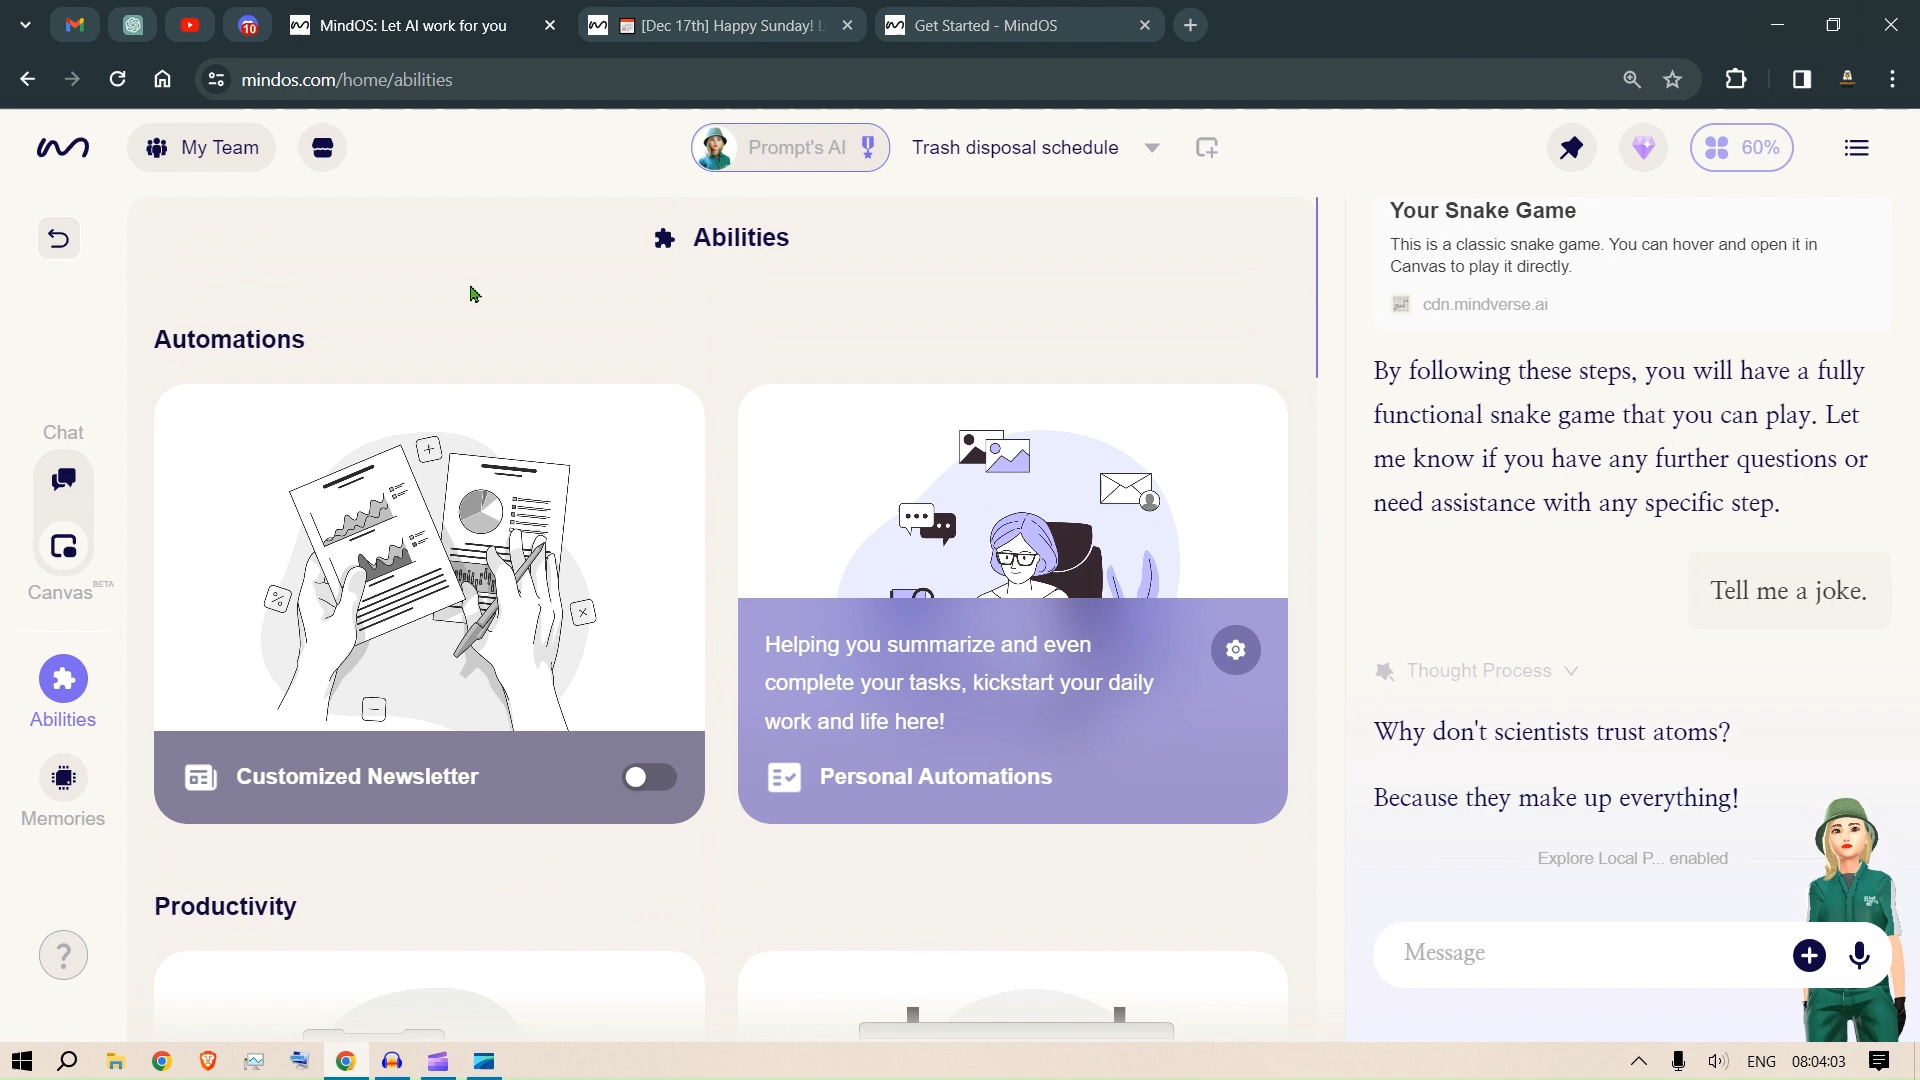 10
MindOS: Let AI work for you
[Dec 17th] Happy Sunday! L
Get Started - MindOS
mindos.com/home/abilities
My Team
Prompt's AI
Trash disposal schedule
60%
Abilities
Automations
Customized Newsletter
Helping you summarize and even
complete your tasks, kickstart your daily
work and life here!
Personal Automations
Productivity
Chat
Canvas BETA
Abilities
Memories
?
Your Snake Game
This is a classic snake game. You can hover and open it in
Canvas to play it directly.
cdn.mindverse.ai
By following these steps, you will have a fully
functional snake game that you can play. Let
me know if you have any further questions or
need assistance with any specific step.
Tell me a joke.
Thought Process
Why don't scientists trust atoms?
Because they make up everything!
Explore Local P... enabled
Message
ENG
08:04:03